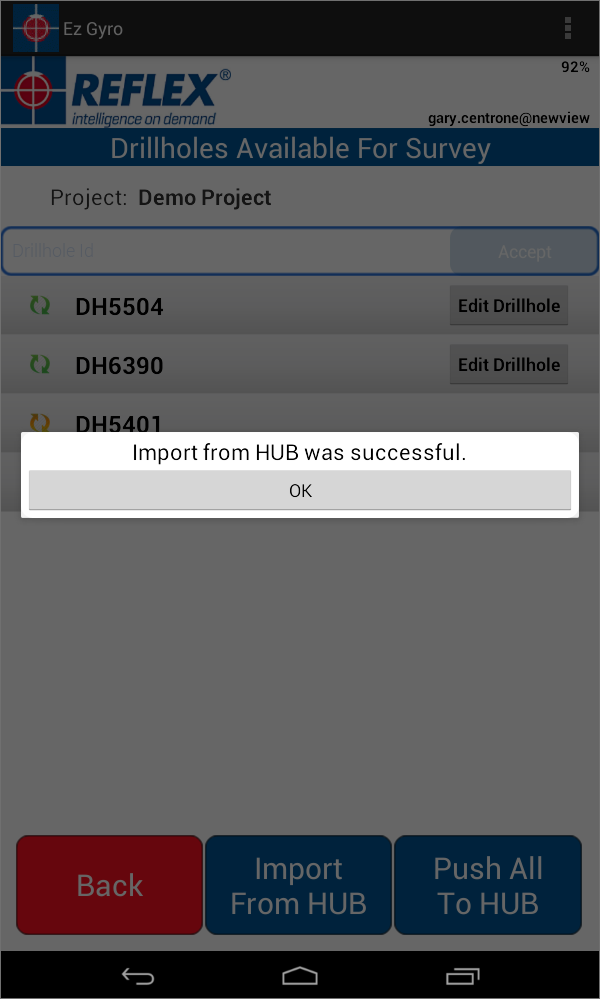 Ez Gyro
92%
REFLEX®
intelligence on demand
gary.centrone@newview
Drillholes Available For Survey
Project: Demo Project
Drillhole Id
Accept
DH5504
Edit Drillhole
DH6390
Edit Drillhole
DH5401
Import from HUB was successful.
OK
Back
Import
From HUB
Push All
To HUB